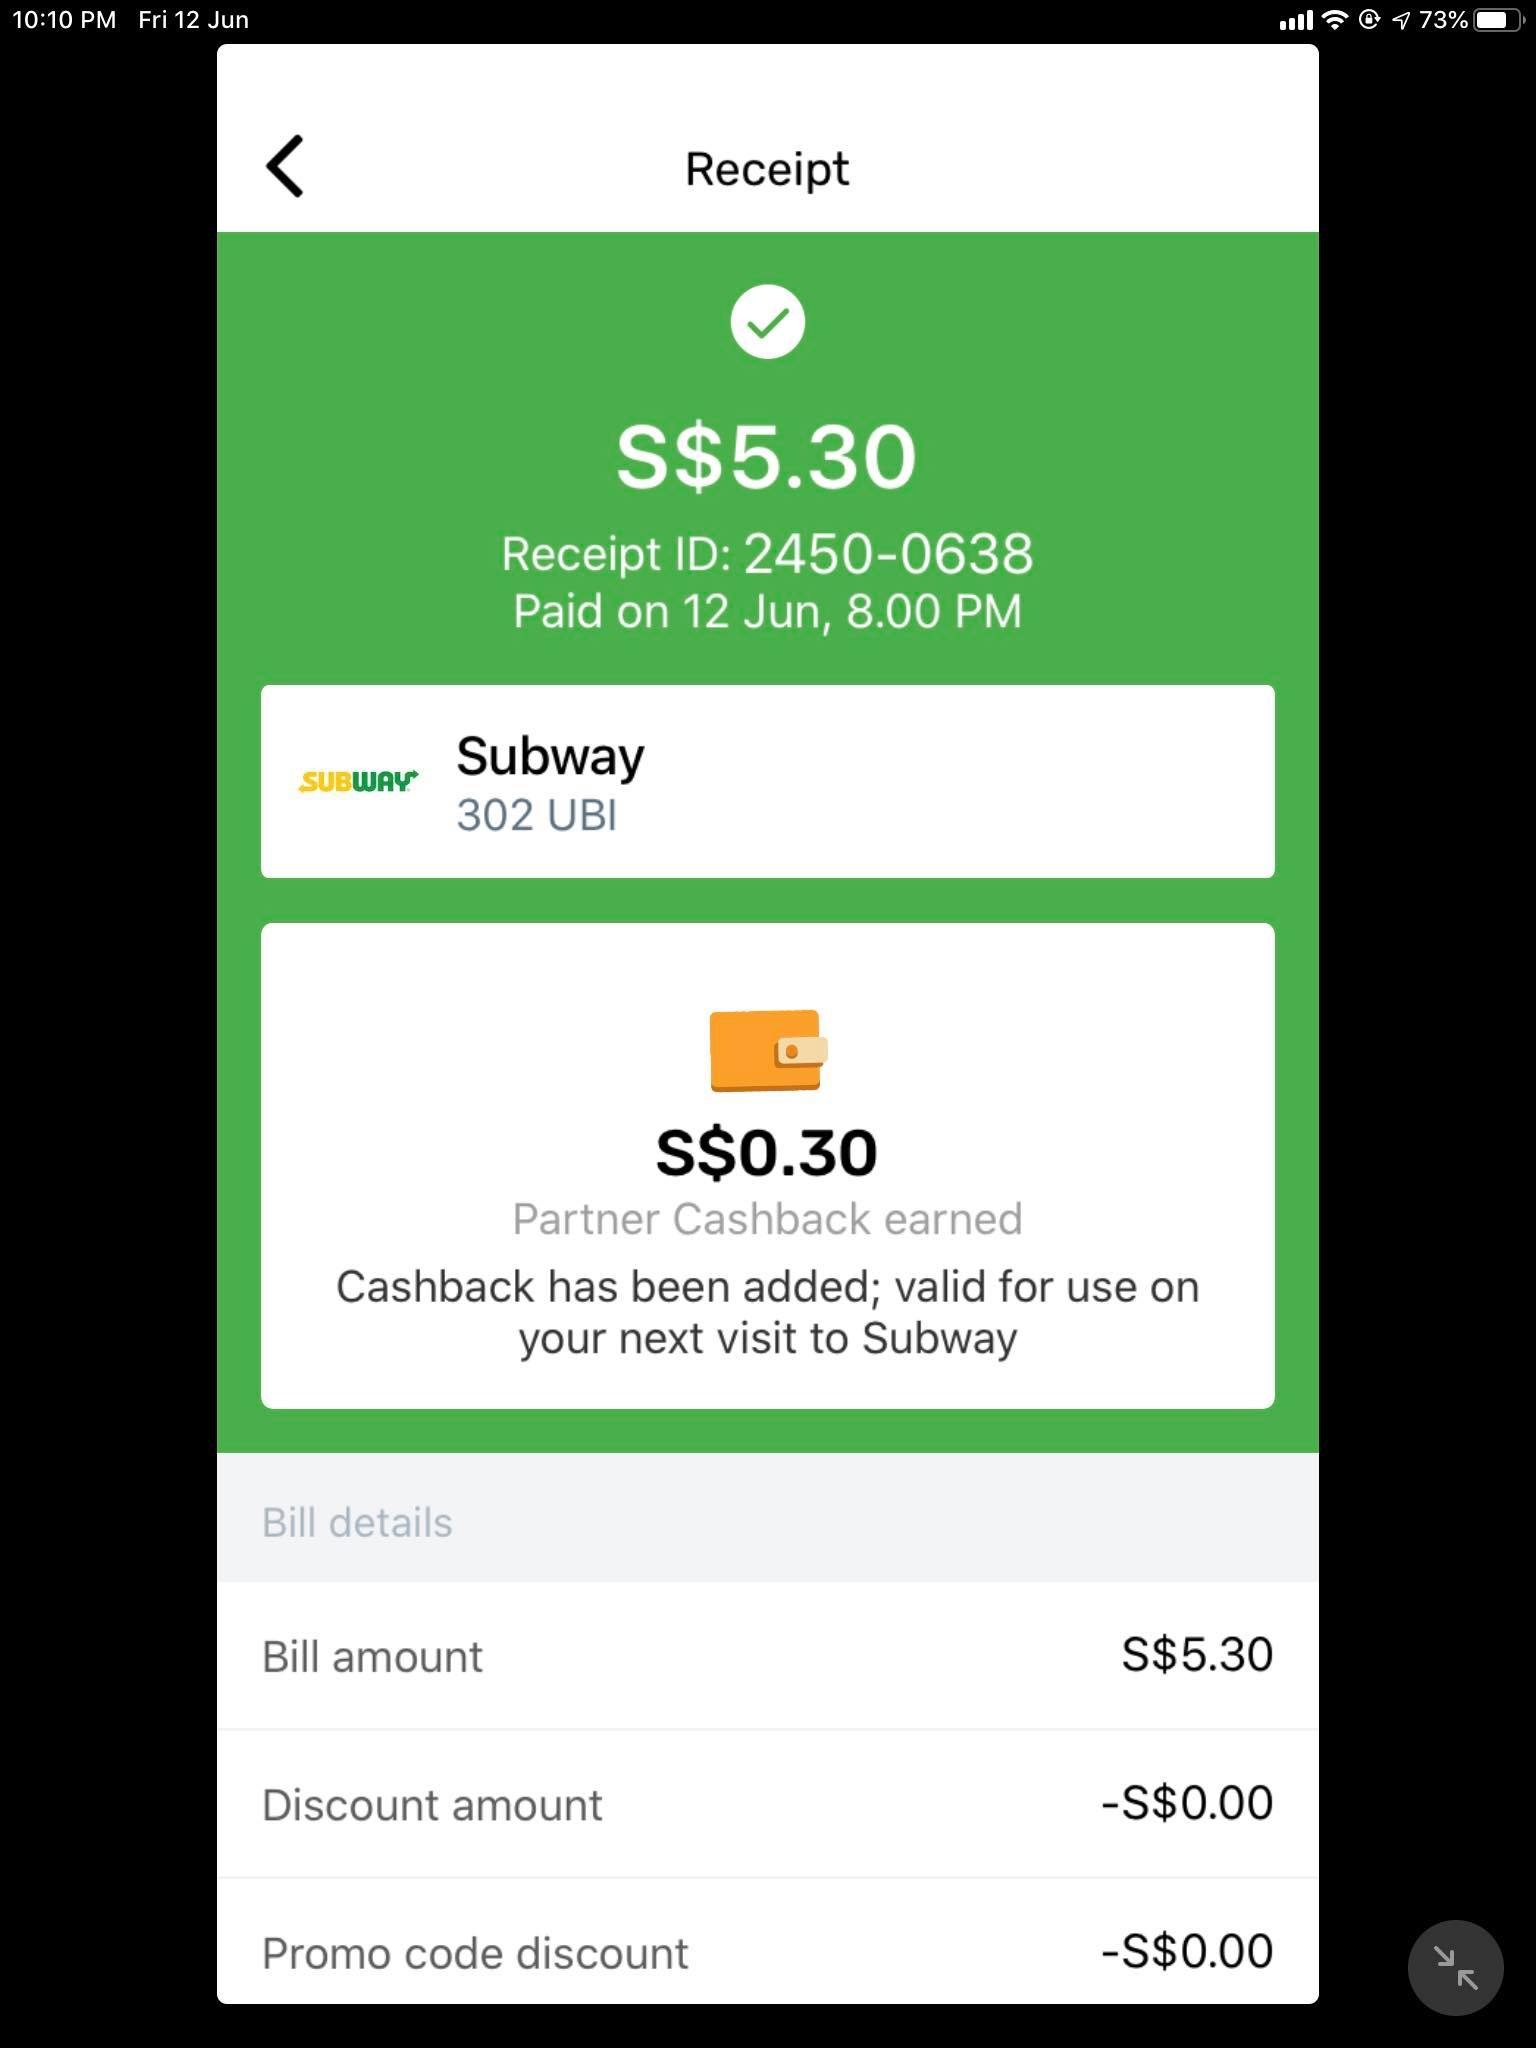 10:10 PM Fri 12 Jun 73%
Receipt
S$5.30
Receipt ID: 2450-0638
Paid on 12 Jun, 8.00 PM
SUBWAY
Subway
302 UBI
S$0.30
Partner Cashback earned
Cashback has been added; valid for use on
your next visit to Subway
Bill details
Bill amount S$5.30
Discount amount -S$0.00
Promo code discount -S$0.00